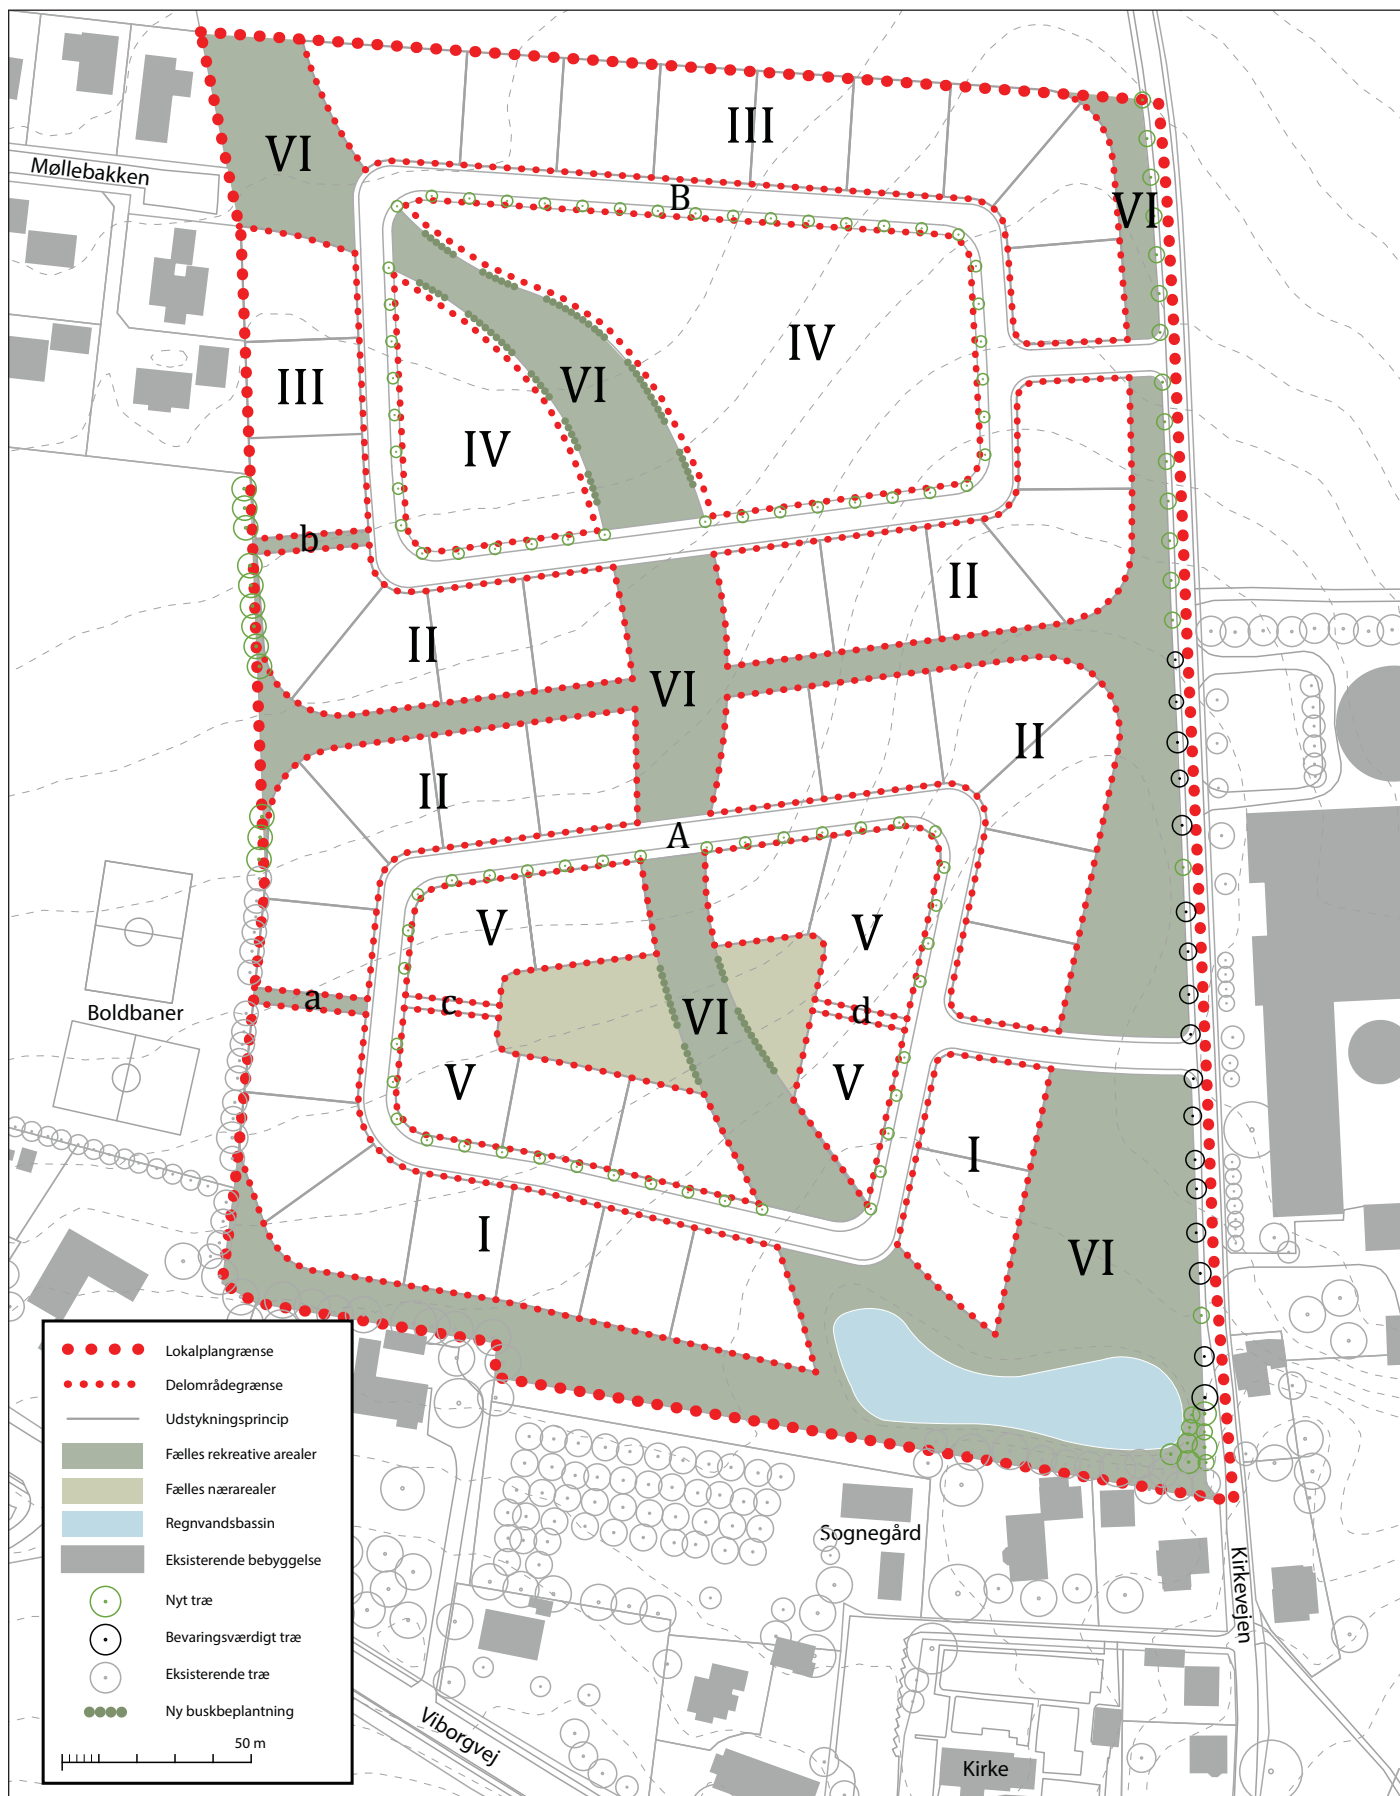 III
VI
Møllebakken
B
VI
IV
VI
III
IV
b
II
II
VI
II
II
A
V
V
Boldbaner
a
c
VI
d
V
V
I
I
VI
Lokalplangrænse
Delområdegrænse
Udstykningsprincip
Fælles rekreative arealer
Fælles nærarealer
Regnvandsbassin
Eksisterende bebyggelse
Nyt træ
Bevaringsværdigt træ
Eksisterende træ
Ny buskbeplantning
50 m
Sognegård
Kirkevejen
Viborgvej
Kirke